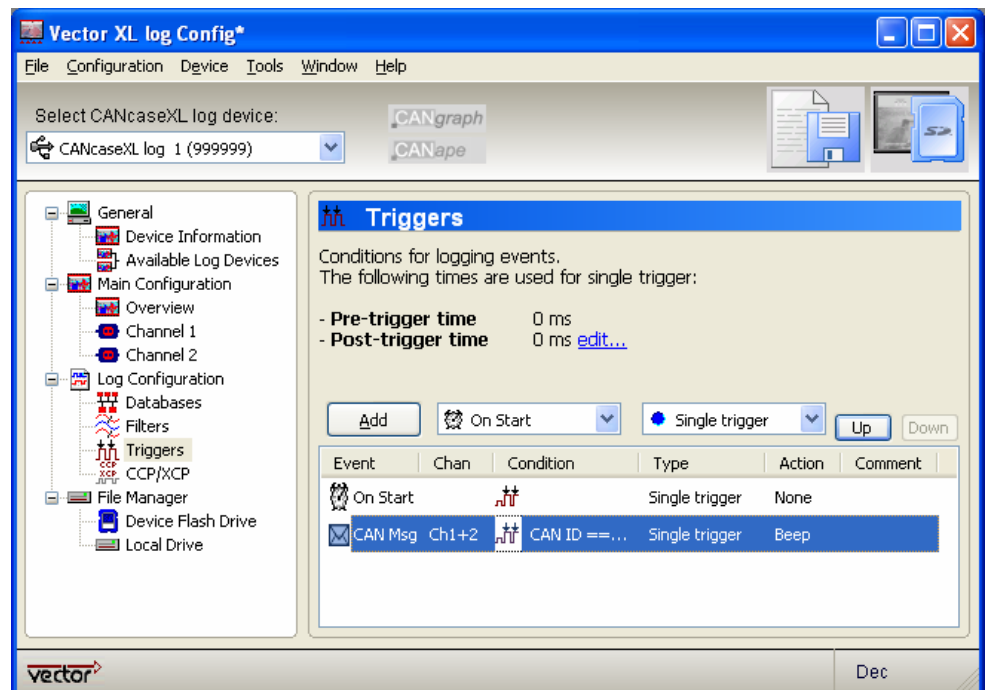 Vector XL log Config*
File Configuration Device Tools Window Help
Select CANcaseXL log device:
CANcaseXL log 1 (999999)
CANgraph
CANape
SD
General
Device Information
Available Log Devices
Main Configuration
Overview
Channel 1
Channel 2
Log Configuration
Databases
Filters
Triggers
CCP/XCP
File Manager
Device Flash Drive
Local Drive
Triggers
Conditions for logging events.
The following times are used for single trigger:
- Pre-trigger time 0 ms
- Post-trigger time 0 ms edit...
Add On Start Single trigger Up Down
Event Chan Condition Type Action Comment
On Start Single trigger None
CAN Msg Ch1+2 CAN ID ==... Single trigger Beep
vector
Dec